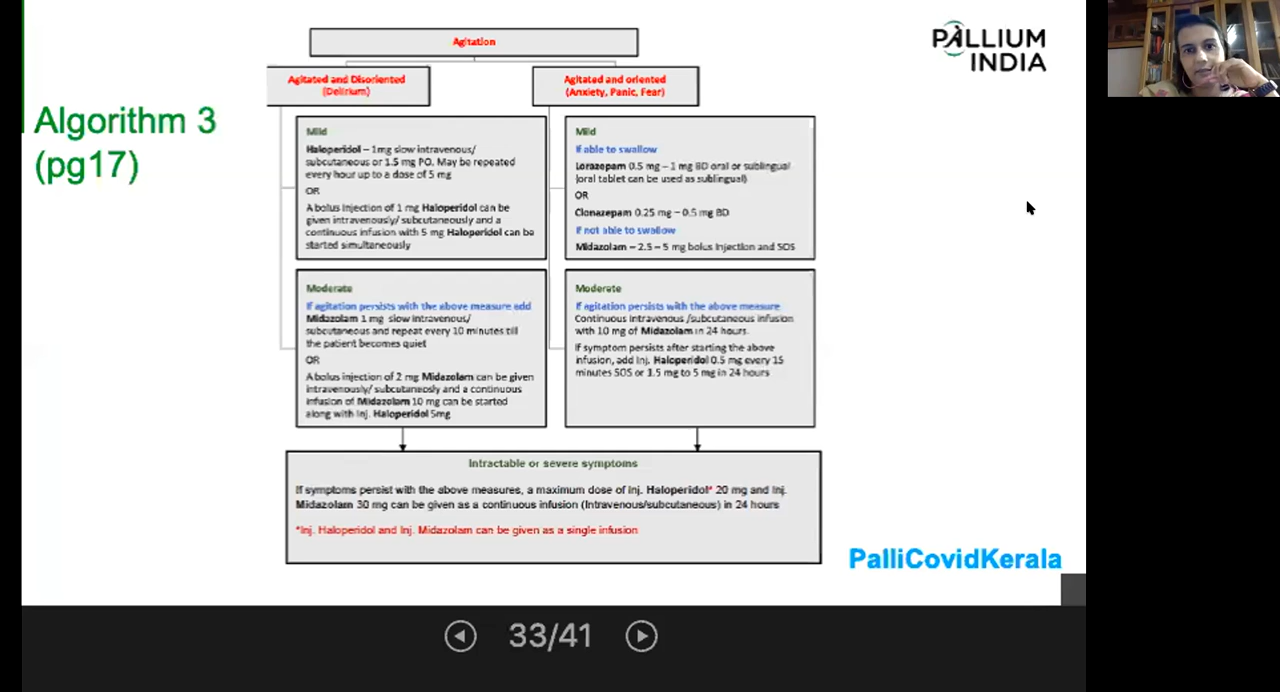 Agitation
PALLIUM
INDIA
Agitated and Disoriented
(Delirium)
Agitated and oriented
(Anxiety, Panic, Fear)
Algorithm 3
(pg17)
Mild
Haloperidol – 1mg slow intravenous/
subcutaneous or 1.5 mg PO. May be repeated
every hour up to a dose of 5 mg
OR
A bolus injection of 1 mg Haloperidol can be
given intravenously/ subcutaneously and a
continuous infusion with 5 mg Haloperidol can be
started simultaneously
Mild
If able to swallow
Lorazepam 0.5 mg – 1 mg BD oral or sublingual
(oral tablet can be used as sublingual)
OR
Clonazepam 0.25 mg – 0.5 mg BD
If not able to swallow
Midazolam – 2.5 – 5 mg bolus injection and SOS
Moderate
If agitation persists with the above measure add
Midazolam 1 mg slow intravenous/
subcutaneous and repeat every 10 minutes till
the patient becomes quiet
OR
A bolus injection of 2 mg Midazolam can be given
intravenously/ subcutaneosly and a continuous
infusion of Midazolam 10 mg can be started
along with Inj. Haloperidol 5mg
Moderate
If agitation persists with the above measure
Continuous intravenous /subcutaneous infusion
with 10 mg of Midazolam in 24 hours.
If symptom persists after starting the above
infusion, add Inj. Haloperidol 0.5 mg every 15
minutes SOS or 1.5 mg to 5 mg in 24 hours
Intractable or severe symptoms
If symptoms persist with the above measures, a maximum dose of Inj. Haloperidol* 20 mg and Inj.
Midazolam 30 mg can be given as a continuous infusion (Intravenous/subcutaneous) in 24 hours
*Inj. Haloperidol and Inj. Midazolam can be given as a single infusion
PalliCovidKerala
33/41